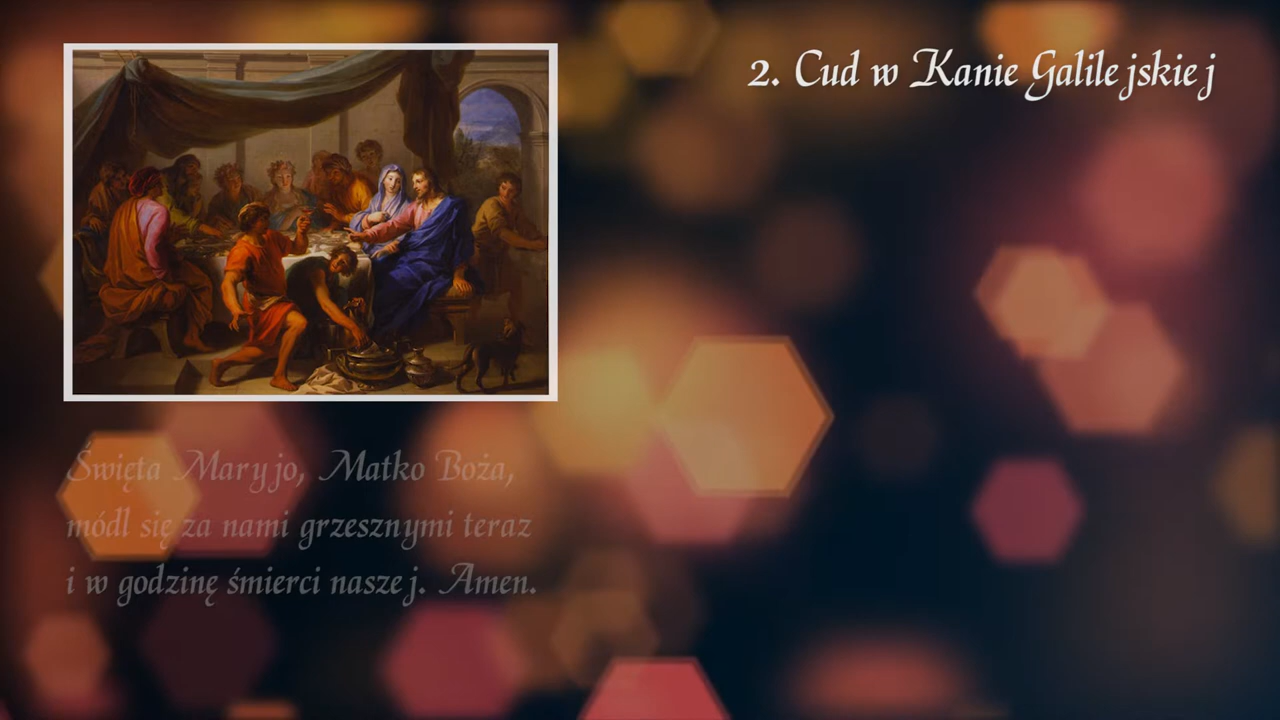 2. Cud w Kanie Galilejskiej
Święta Maryjo, Matko Boża,
módl się za nami grzesznymi teraz
i w godzinę śmierci naszej. Amen.